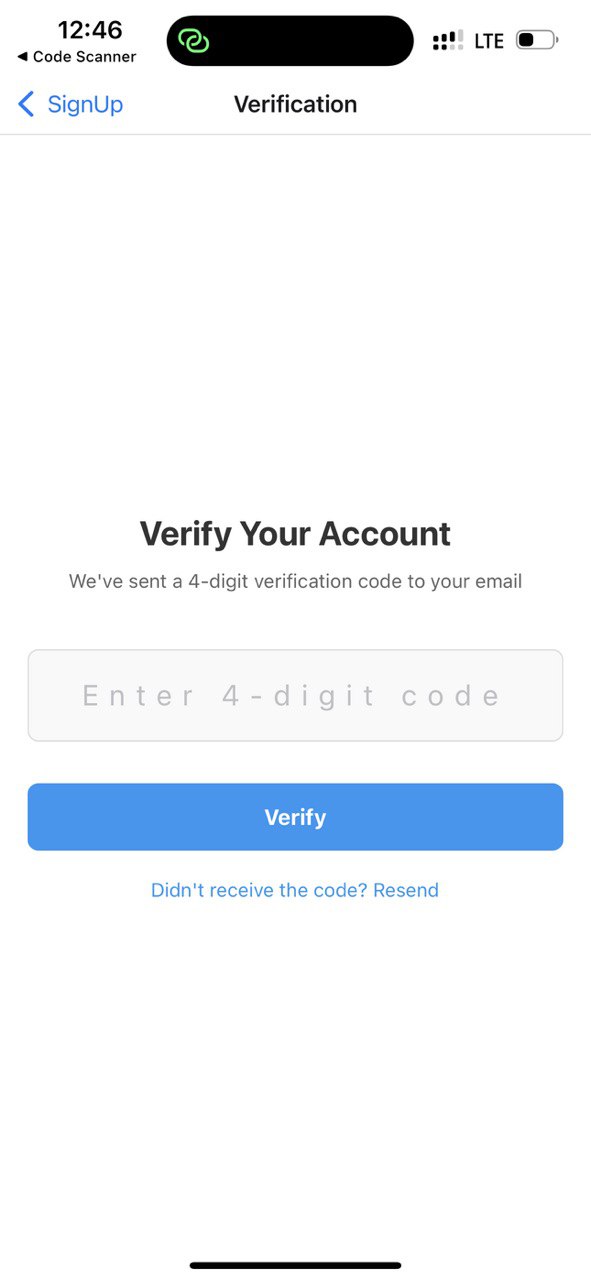 12:46
LTE
◀ Code Scanner
SignUp
Verification
Verify Your Account
We've sent a 4-digit verification code to your email
Enter 4-digit code
Verify
Didn't receive the code? Resend